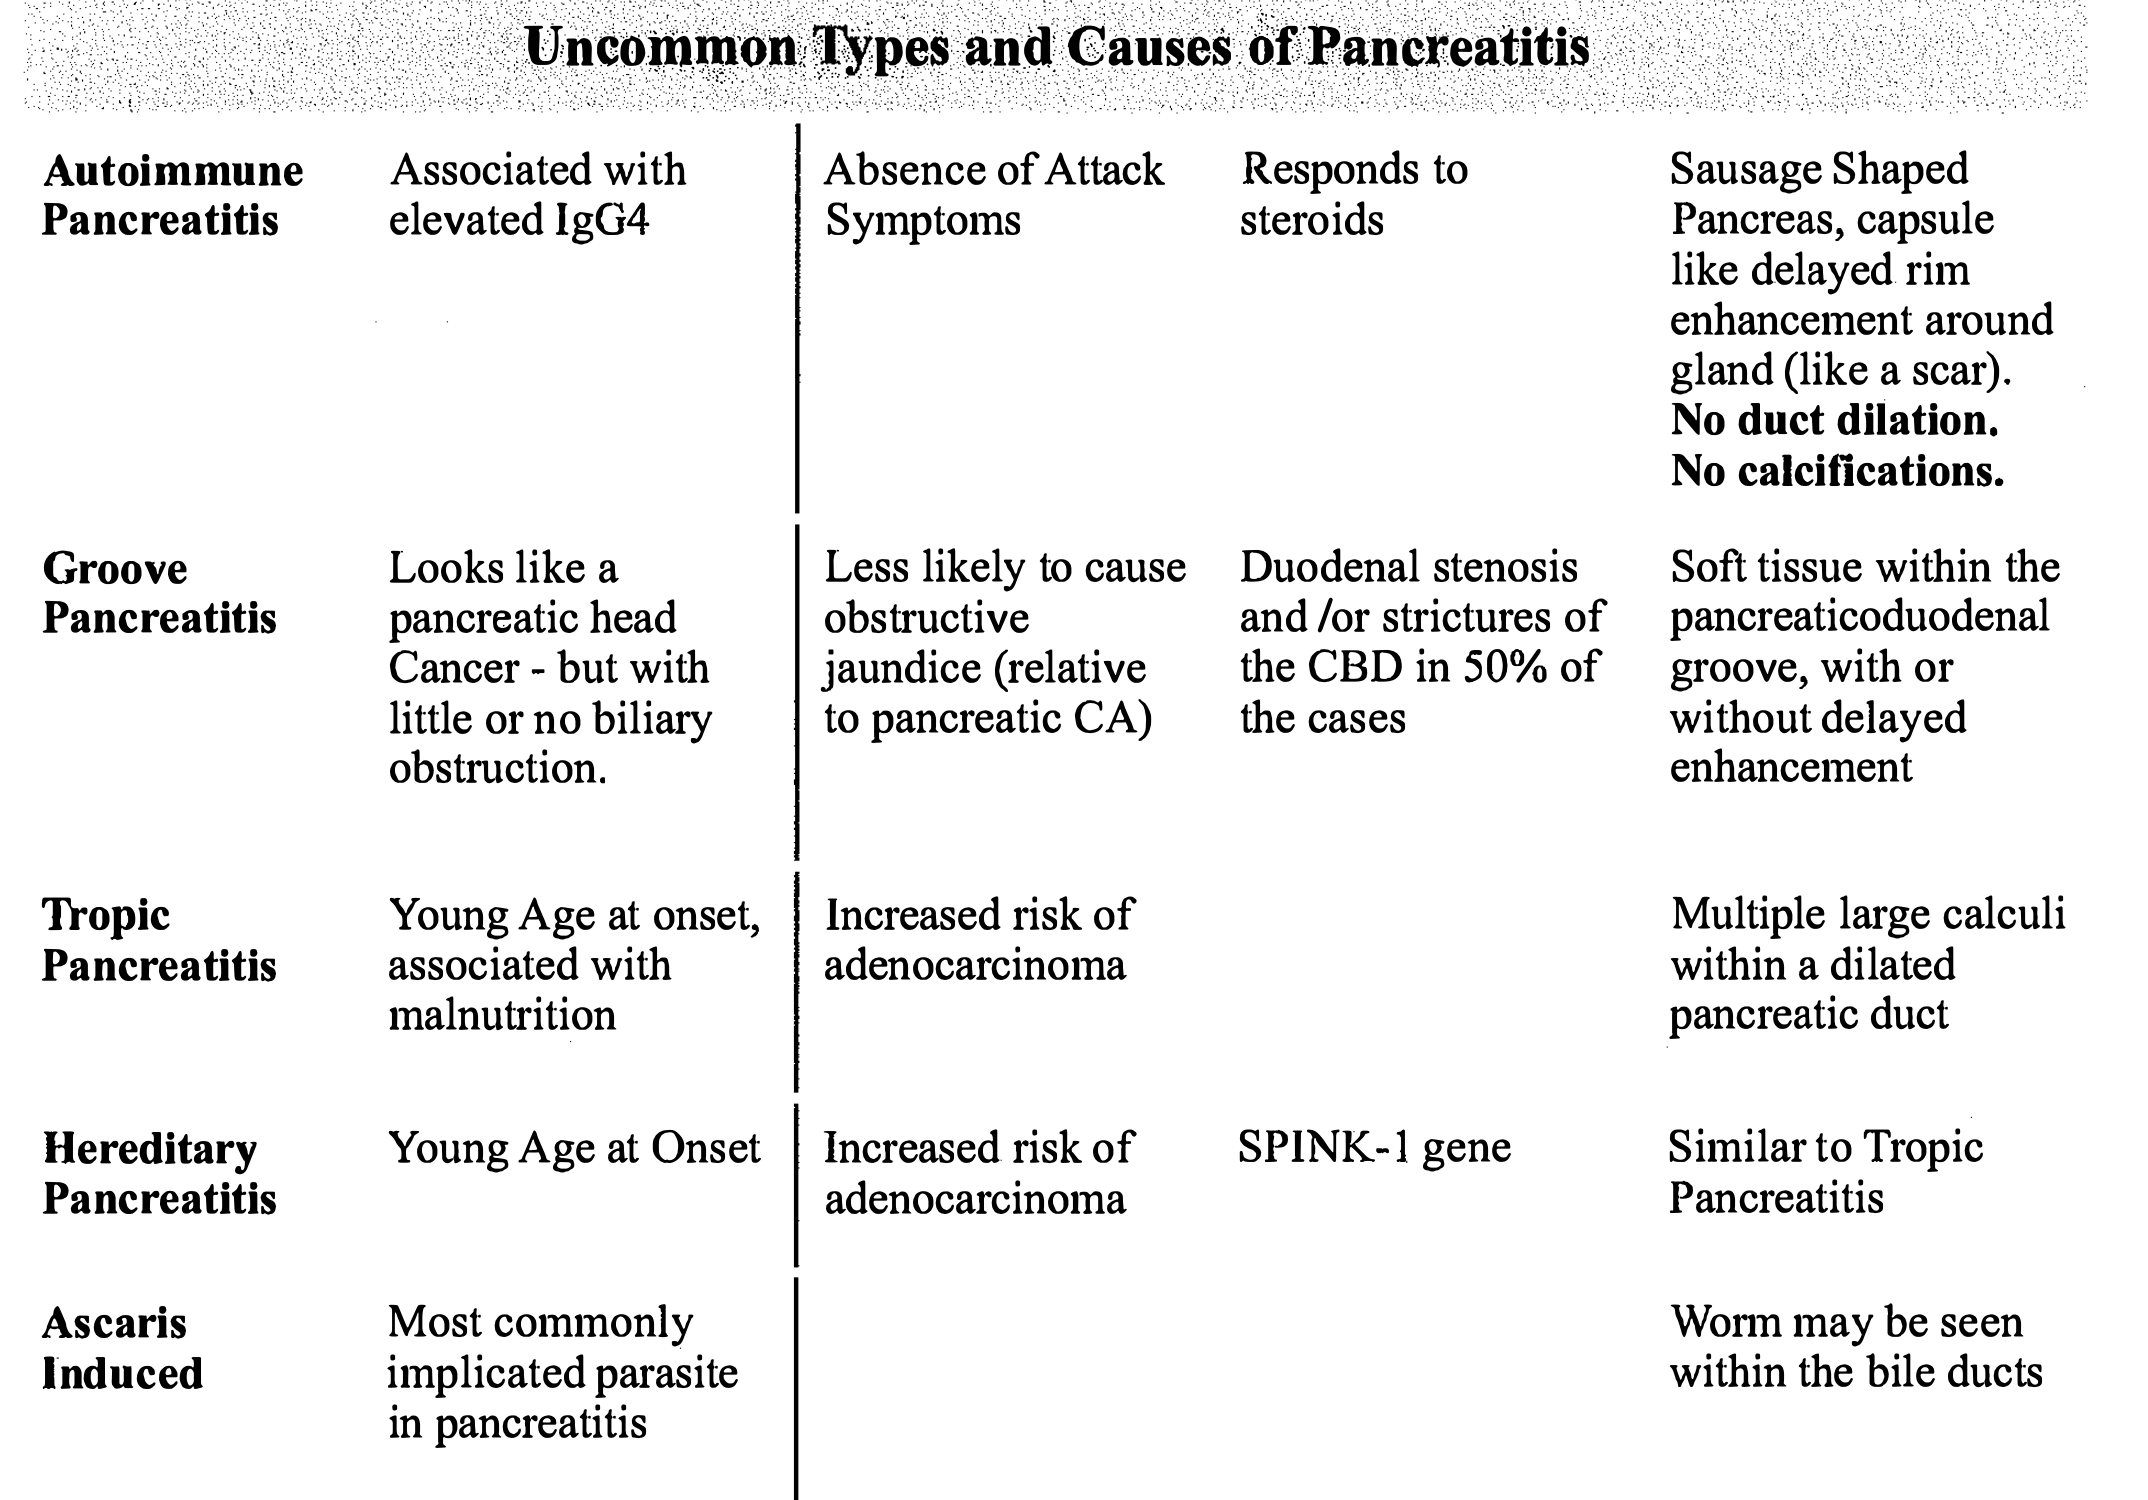 Uncommon Types and Causes of Pancreatitis
Autoimmune
Pancreatitis
Associated with
elevated IgG4
Absence of Attack
Symptoms
Responds to
steroids
Sausage Shaped
Pancreas, capsule
like delayed rim
enhancement around
gland (like a scar).
No duct dilation.
No calcifications.
Groove
Pancreatitis
Looks like a
pancreatic head
Cancer - but with
little or no biliary
obstruction.
Less likely to cause
obstructive
jaundice (relative
to pancreatic CA)
Duodenal stenosis
and /or strictures of
the CBD in 50% of
the cases
Soft tissue within the
pancreaticoduodenal
groove, with or
without delayed
enhancement
Tropic
Pancreatitis
Young Age at onset,
associated with
malnutrition
Increased risk of
adenocarcinoma
Multiple large calculi
within a dilated
pancreatic duct
Hereditary
Pancreatitis
Young Age at Onset
Increased risk of
adenocarcinoma
SPINK-1 gene
Similar to Tropic
Pancreatitis
Ascaris
Induced
Most commonly
implicated parasite
in pancreatitis
Worm may be seen
within the bile ducts